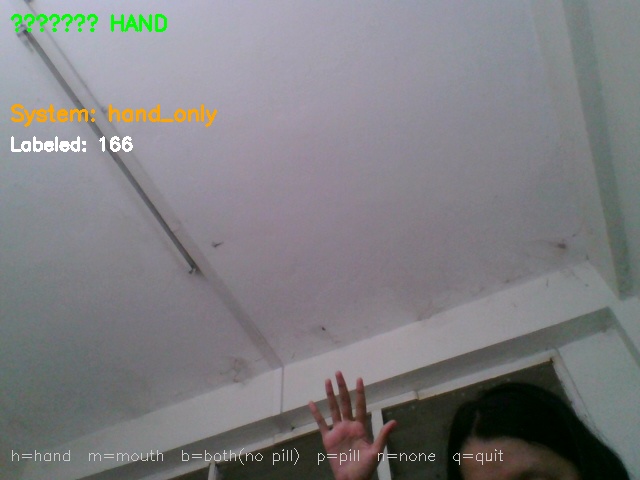 ??????? HAND
System: hand_only
Labeled: 166
h=hand m=mouth b=both(no pill) p=pill n=none q=quit